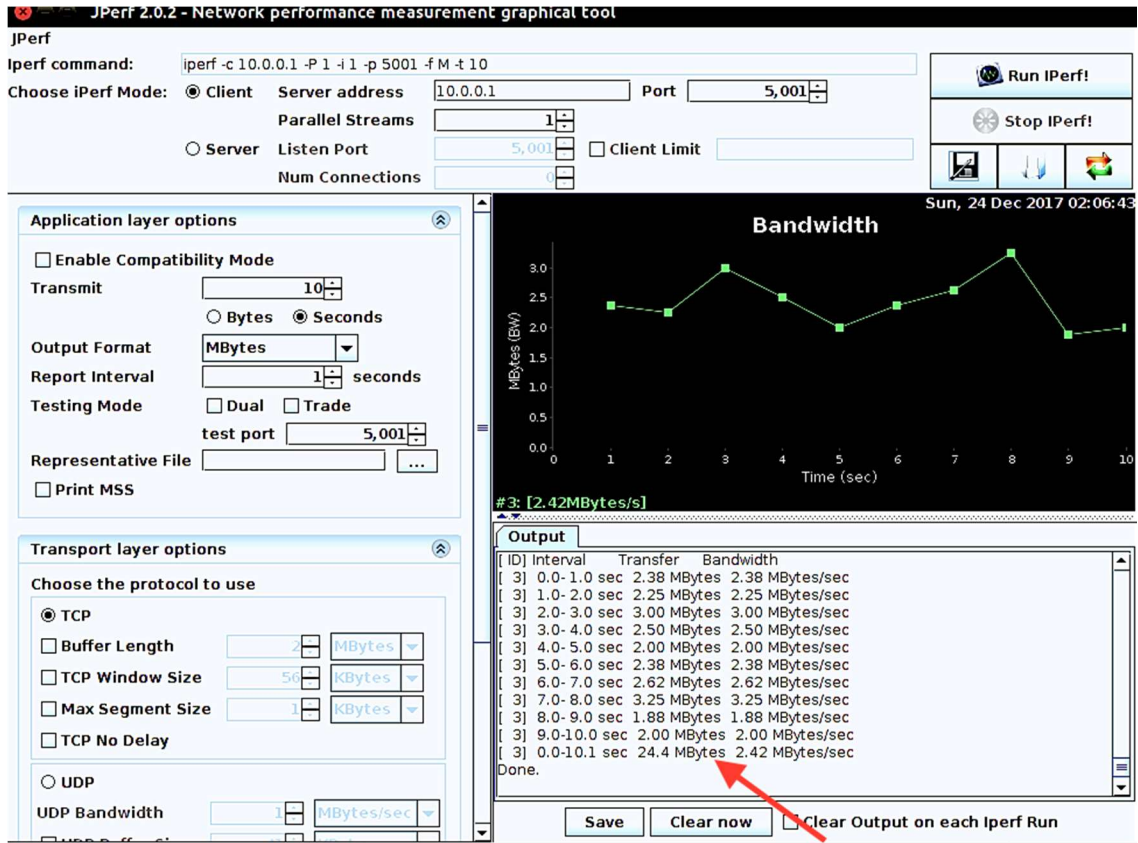 JPerf 2.0.2 - Network performance measurement graphical tool
JPerf
Iperf command: iperf -c 10.0.0.1 -P 1 -i 1 -p 5001 -f M -t 10
Choose iPerf Mode: Client Server address 10.0.0.1 Port 5,001
Parallel Streams 1
Server Listen Port 5,001 Client Limit
Num Connections 0
Run IPerf!
Stop IPerf!
Application layer options
Enable Compatibility Mode
Transmit 10
Bytes Seconds
Output Format MBytes
Report Interval 1 seconds
Testing Mode Dual Trade
test port 5,001
Representative File ...
Print MSS
Transport layer options
Choose the protocol to use
TCP
Buffer Length 2 MBytes
TCP Window Size 56 KBytes
Max Segment Size 1 KBytes
TCP No Delay
UDP
UDP Bandwidth 1 MBytes/sec
Sun, 24 Dec 2017 02:06:43
Bandwidth
MBytes (BW)
3.0
2.5
2.0
1.5
1.0
0.5
0.0
0 1 2 3 4 5 6 7 8 9 10
Time (sec)
#3: [2.42MBytes/s]
Output
[ ID] Interval Transfer Bandwidth
[ 3] 0.0- 1.0 sec 2.38 MBytes 2.38 MBytes/sec
[ 3] 1.0- 2.0 sec 2.25 MBytes 2.25 MBytes/sec
[ 3] 2.0- 3.0 sec 3.00 MBytes 3.00 MBytes/sec
[ 3] 3.0- 4.0 sec 2.50 MBytes 2.50 MBytes/sec
[ 3] 4.0- 5.0 sec 2.00 MBytes 2.00 MBytes/sec
[ 3] 5.0- 6.0 sec 2.38 MBytes 2.38 MBytes/sec
[ 3] 6.0- 7.0 sec 2.62 MBytes 2.62 MBytes/sec
[ 3] 7.0- 8.0 sec 3.25 MBytes 3.25 MBytes/sec
[ 3] 8.0- 9.0 sec 1.88 MBytes 1.88 MBytes/sec
[ 3] 9.0-10.0 sec 2.00 MBytes 2.00 MBytes/sec
[ 3] 0.0-10.1 sec 24.4 MBytes 2.42 MBytes/sec
Done.
Save Clear now Clear Output on each Iperf Run